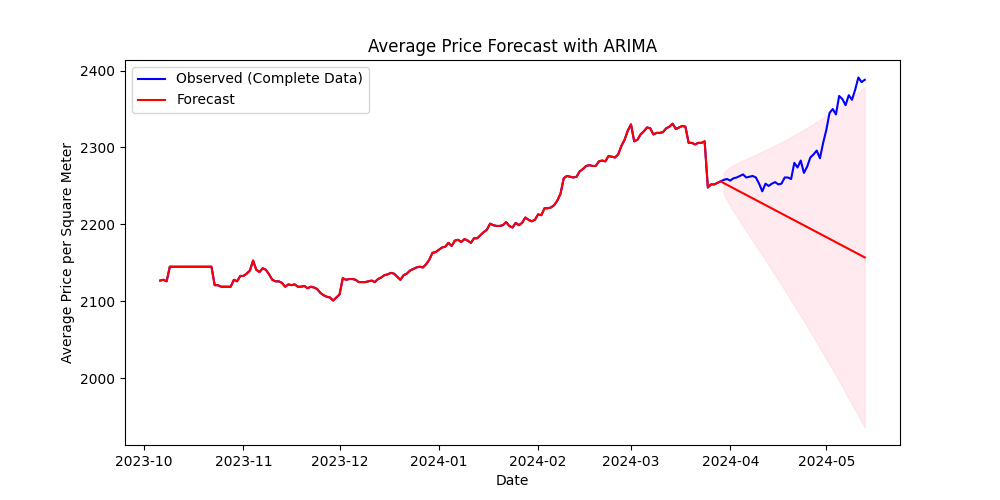 Average Price Forecast with ARIMA
Observed (Complete Data)
Forecast
Average Price per Square Meter
2400
2300
2200
2100
2000
2023-10 2023-11 2023-12 2024-01 2024-02 2024-03 2024-04 2024-05
Date